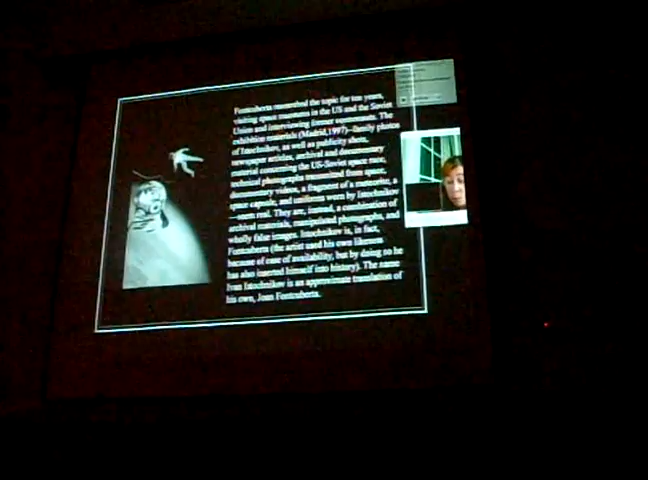 Fontcuberta researched the topic for ten years,
visiting space museums in the US and the Soviet
Union and interviewing former cosmonauts. The
exhibition materials (Madrid, 1997)—family photos
of Istochnikov, as well as publicity shots,
newspaper articles, archival and documentary
material concerning the US-Soviet space race,
technical photographs transmitted from space,
documentary videos, a fragment of a meteorite, a
space capsule, and uniforms worn by Istochnikov
—seem real. They are, instead, a combination of
archival materials, manipulated photographs, and
wholly false images. Istochnikov is, in fact,
Fontcuberta (the artist used his own likeness
because of ease of availability, but by doing so he
has also inserted himself into history). The name
Ivan Istochnikov is an approximate translation of
his own, Joan Fontcuberta.